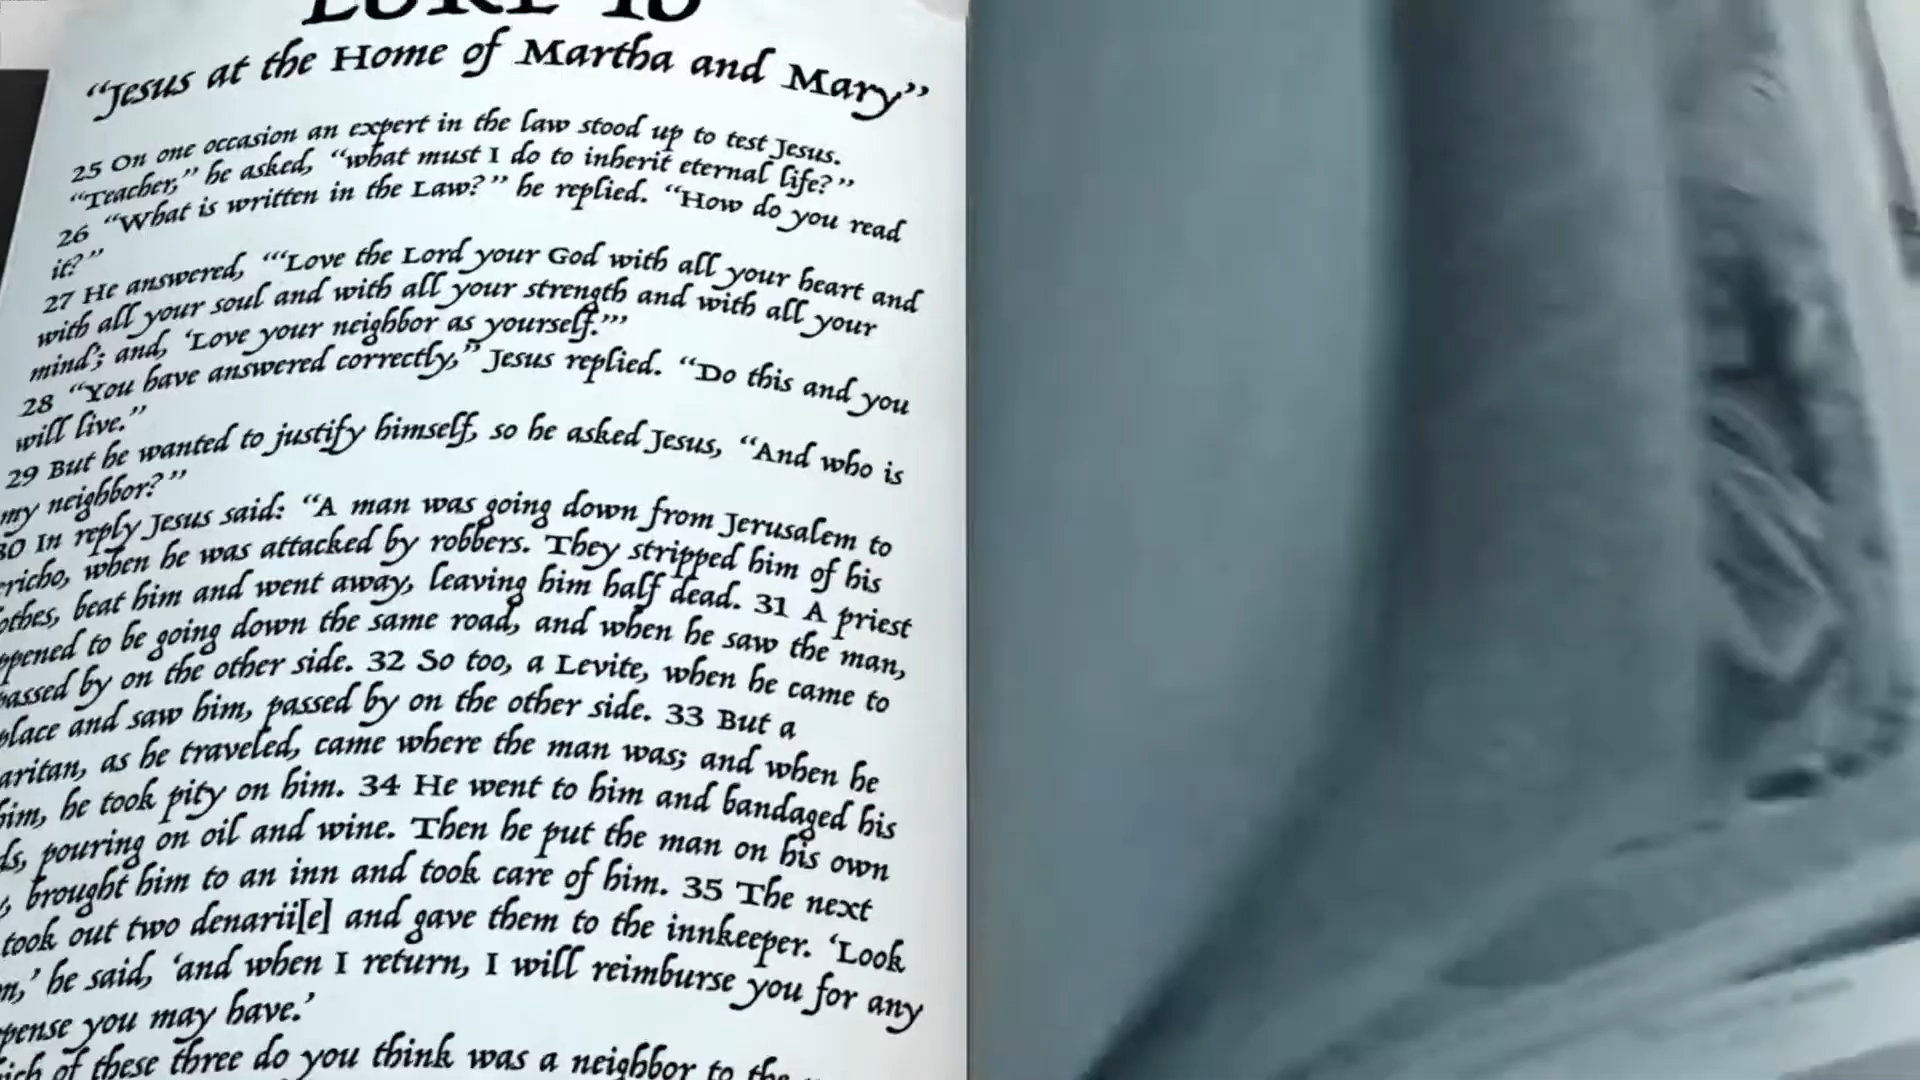 “Jesus at the Home of Martha and Mary”
25 On one occasion an expert in the law stood up to test Jesus.
“Teacher,” he asked, “what must I do to inherit eternal life?”
26 “What is written in the Law?” he replied. “How do you read
it?”
27 He answered, “‘Love the Lord your God with all your heart and
with all your soul and with all your strength and with all your
mind’; and, ‘Love your neighbor as yourself.’”
28 “You have answered correctly,” Jesus replied. “Do this and you
will live.”
29 But he wanted to justify himself, so he asked Jesus, “And who is
my neighbor?”
30 In reply Jesus said: “A man was going down from Jerusalem to
when he was attacked by robbers. They stripped him of his
beat him and went away, leaving him half dead. 31 A priest
to be going down the same road, and when he saw the man,
passed by on the other side. 32 So too, a Levite, when he came to
place and saw him, passed by on the other side. 33 But a
as he traveled, came where the man was; and when he
him, he took pity on him. 34 He went to him and bandaged his
pouring on oil and wine. Then he put the man on his own
brought him to an inn and took care of him. 35 The next
took out two denarii[e] and gave them to the innkeeper. ‘Look
he said, ‘and when I return, I will reimburse you for any
you may have.’
of these three do you think was a neighbor to the